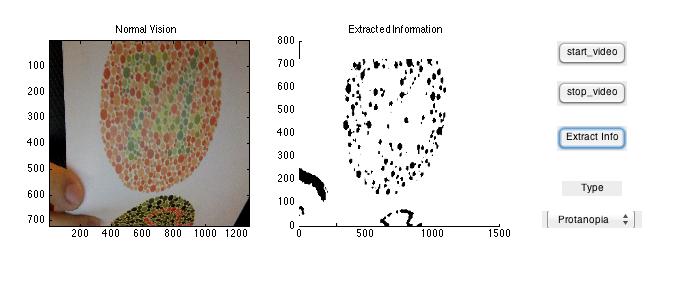 Normal Vision
100
200
300
400
500
600
700
200 400 600 800 1000 1200
Extracted Information
800
700
600
500
400
300
200
100
0
0 500 1000 1500
start_video
stop_video
Extract Info
Type
Protanopia